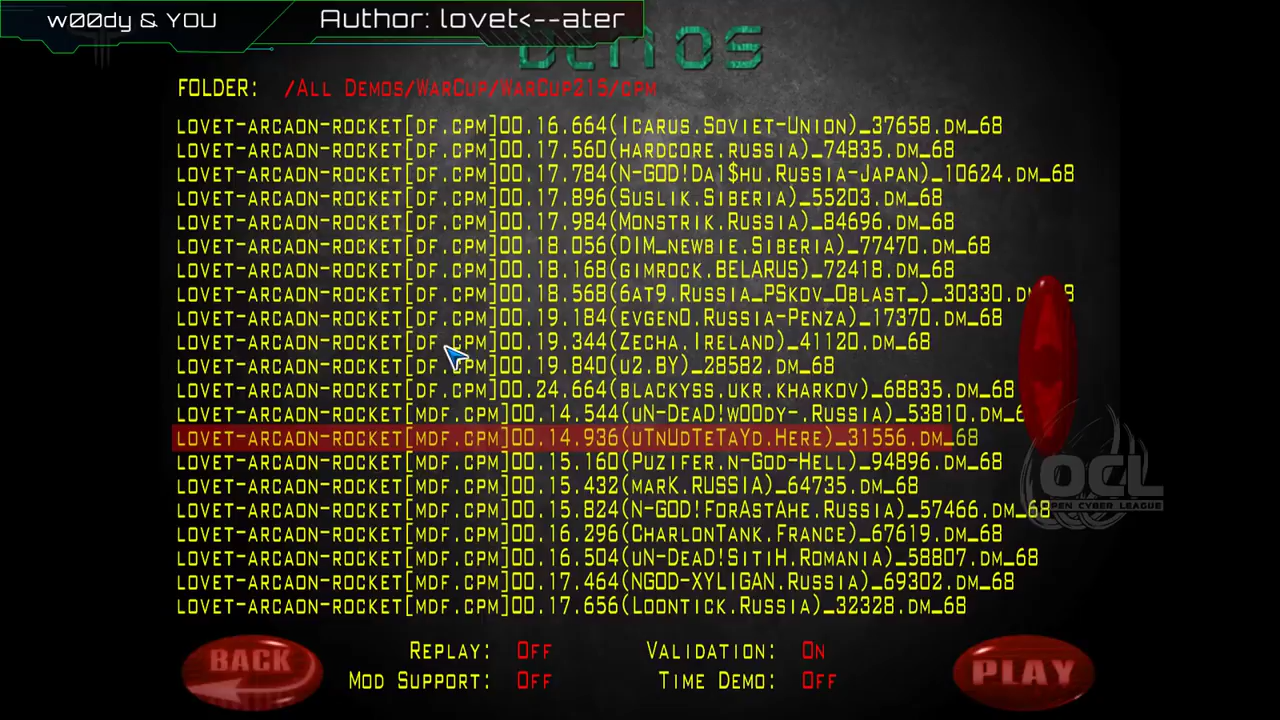 w00dy & YOU
Author: lovet<--ater
DEMOS
FOLDER: /All Demos/WarCup/WarCup215/cpm
lovet-arcaon-rocket[df.cpm]00.16.664(Icarus.Soviet-Union)_37658.dm_68
lovet-arcaon-rocket[df.cpm]00.17.560(hardcore.russia)_74835.dm_68
lovet-arcaon-rocket[df.cpm]00.17.784(n-GOD!Da1$hu.Russia-Japan)_10624.dm_68
lovet-arcaon-rocket[df.cpm]00.17.896(Suslik.Siberia)_55203.dm_68
lovet-arcaon-rocket[df.cpm]00.17.984(Monstrik.Russia)_84696.dm_68
lovet-arcaon-rocket[df.cpm]00.18.056(DIM_newbie.Siberia)_77470.dm_68
lovet-arcaon-rocket[df.cpm]00.18.168(gimrock.BELARUS)_72418.dm_68
lovet-arcaon-rocket[df.cpm]00.18.568(6at9.Russia_PSkov_Oblast_)_30330.dm_68
lovet-arcaon-rocket[df.cpm]00.19.184(evgen0.Russia-Penza)_17370.dm_68
lovet-arcaon-rocket[df.cpm]00.19.344(Zecha.Ireland)_41120.dm_68
lovet-arcaon-rocket[df.cpm]00.19.840(u2.BY)_28582.dm_68
lovet-arcaon-rocket[df.cpm]00.24.664(blackyss.ukr.kharkov)_68835.dm_68
lovet-arcaon-rocket[mdf.cpm]00.14.544(uN-DeaD!w00dy-.Russia)_53810.dm_6
lovet-arcaon-rocket[mdf.cpm]00.14.936(uTnUdTeTaYd.Here)_31556.dm_68
lovet-arcaon-rocket[mdf.cpm]00.15.160(Puzifer.n-God-Hell)_94896.dm_68
lovet-arcaon-rocket[mdf.cpm]00.15.432(marK.RUSSIA)_64735.dm_68
lovet-arcaon-rocket[mdf.cpm]00.15.824(n-GOD!ForAstAhe.Russia)_57466.dm_68
lovet-arcaon-rocket[mdf.cpm]00.16.296(CharlonTank.France)_67619.dm_68
lovet-arcaon-rocket[mdf.cpm]00.16.504(uN-DeaD!SitiH.Romania)_58807.dm_68
lovet-arcaon-rocket[mdf.cpm]00.17.464(NGOD-XYLIGAN.Russia)_69302.dm_68
lovet-arcaon-rocket[mdf.cpm]00.17.656(Loontick.Russia)_32328.dm_68
OCL
PEN CYBER LEAGUE
Replay: Off
Validation: On
Mod Support: Off
Time Demo: Off
BACK
PLAY